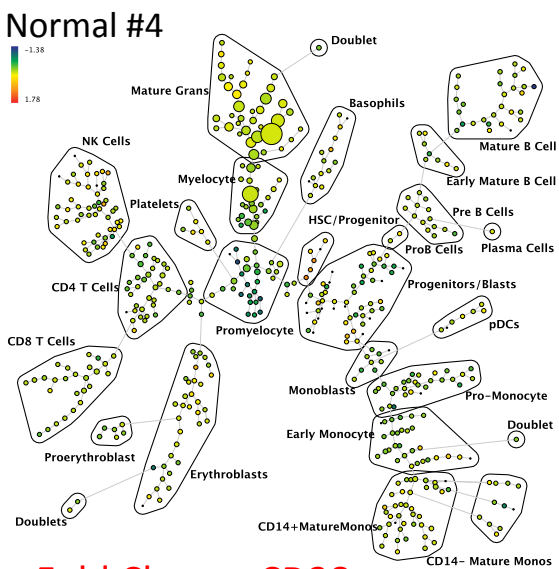 Normal #4
-1.38
1.78
Doublet
Mature Grans
Basophils
Mature B Cell
NK Cells
Early Mature B Cell
Myelocyte
Platelets
HSC/Progenitor
Pre B Cells
Plasma Cells
ProB Cells
CD4 T Cells
Progenitors/Blasts
Promyelocyte
pDCs
CD8 T Cells
Monoblasts
Pro-Monocyte
Early Monocyte
Doublet
Proerythroblast
Erythroblasts
Doublets
CD14+MatureMonos
CD14- Mature Monos